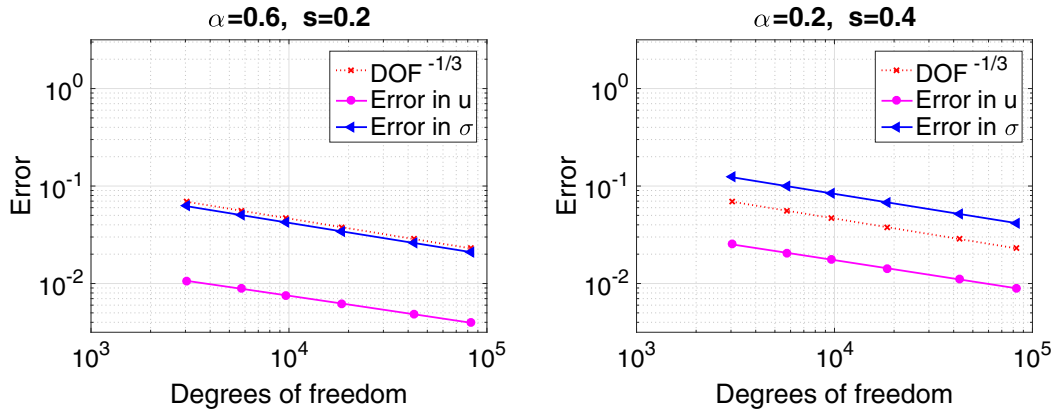 α=0.6, s=0.2
10^0
10^-1
10^-2
Error
DOF^-1/3
Error in u
Error in σ
10^3
10^4
10^5
Degrees of freedom
α=0.2, s=0.4
10^0
10^-1
10^-2
Error
DOF^-1/3
Error in u
Error in σ
10^3
10^4
10^5
Degrees of freedom